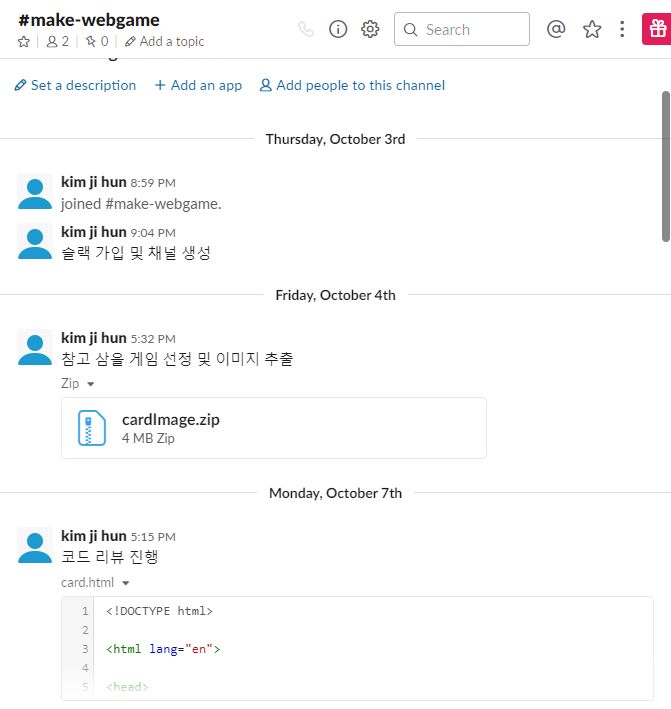 #make-webgame
2 0 Add a topic
Search
Set a description + Add an app Add people to this channel
Thursday, October 3rd
kim ji hun 8:59 PM
joined #make-webgame.
kim ji hun 9:04 PM
슬랙 가입 및 채널 생성
Friday, October 4th
kim ji hun 5:32 PM
참고 삼을 게임 선정 및 이미지 추출
Zip
cardImage.zip
4 MB Zip
Monday, October 7th
kim ji hun 5:15 PM
코드 리뷰 진행
card.html
1 <!DOCTYPE html>
2
3 <html lang="en">
4
5 <head>